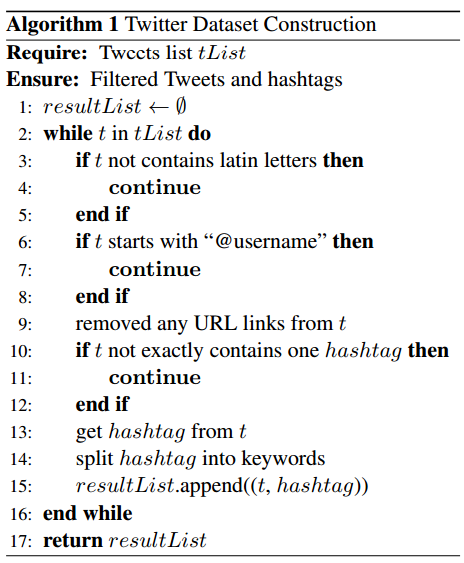 Algorithm 1 Twitter Dataset Construction
Require: Tweets list tList
Ensure: Filtered Tweets and hashtags
1: resultList ← ∅
2: while t in tList do
3: if t not contains latin letters then
4: continue
5: end if
6: if t starts with “@username” then
7: continue
8: end if
9: removed any URL links from t
10: if t not exactly contains one hashtag then
11: continue
12: end if
13: get hashtag from t
14: split hashtag into keywords
15: resultList.append((t, hashtag))
16: end while
17: return resultList